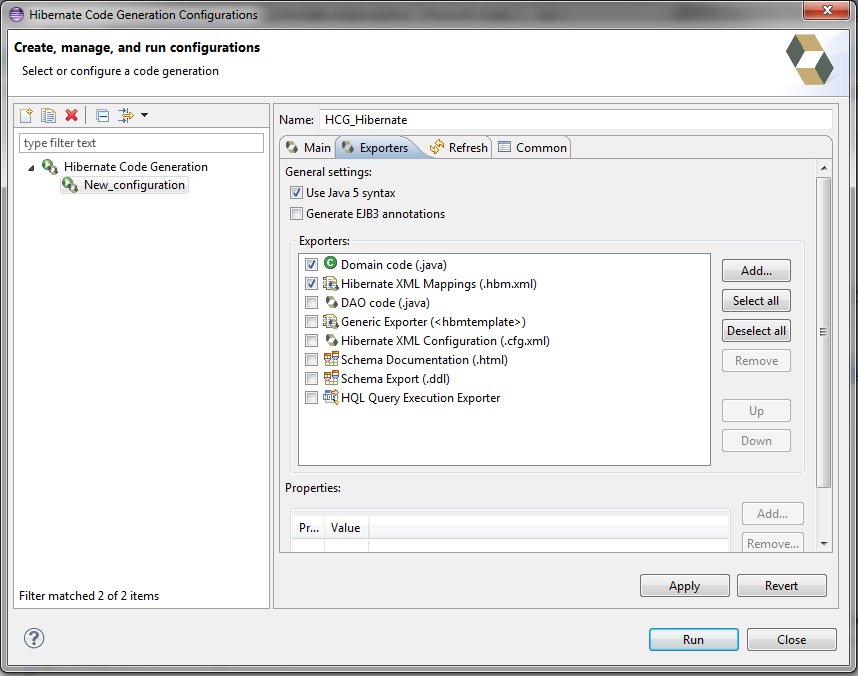 Hibernate Code Generation Configurations
Create, manage, and run configurations
Select or configure a code generation
type filter text
Hibernate Code Generation
New_configuration
Filter matched 2 of 2 items
Name: HCG_Hibernate
Main Exporters Refresh Common
General settings:
Use Java 5 syntax
Generate EJB3 annotations
Exporters:
Domain code (.java)
Hibernate XML Mappings (.hbm.xml)
DAO code (.java)
Generic Exporter (<hbmtemplate>)
Hibernate XML Configuration (.cfg.xml)
Schema Documentation (.html)
Schema Export (.ddl)
HQL Query Execution Exporter
Add...
Select all
Deselect all
Remove
Up
Down
Properties:
Pr... Value
Add...
Remove...
Apply Revert
Run Close